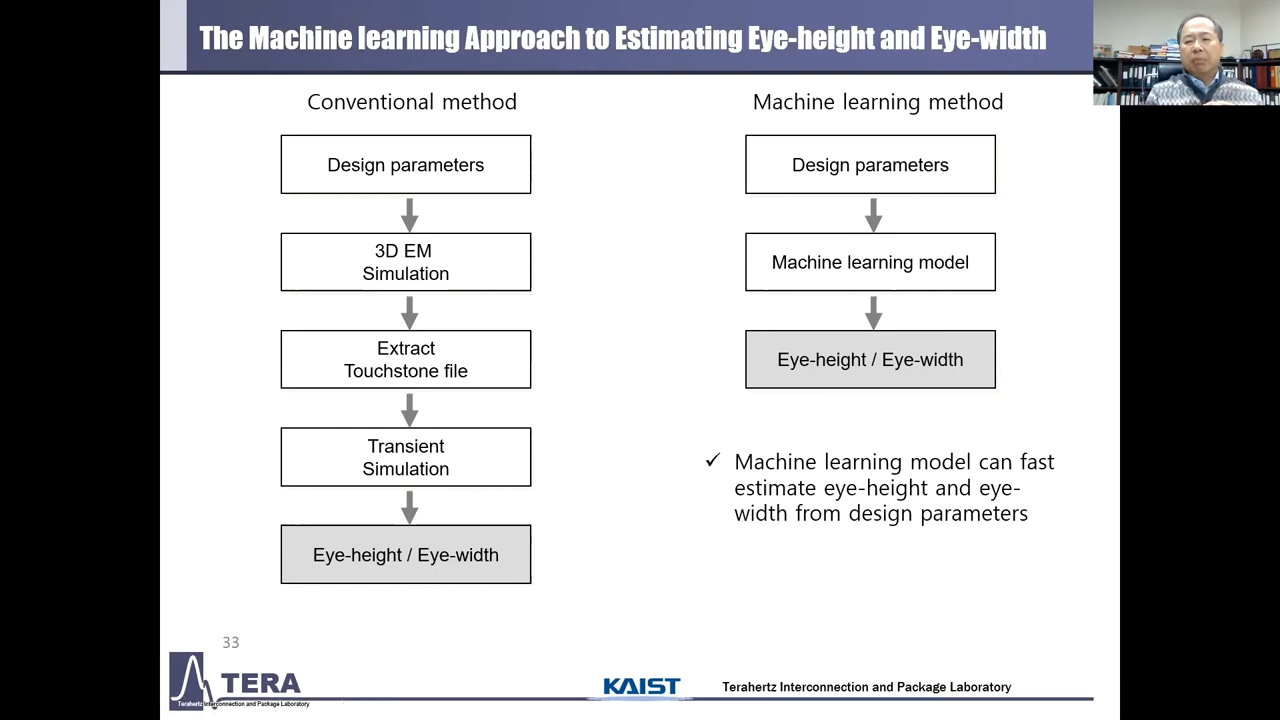 The Machine learning Approach to Estimating Eye-height and Eye-width
Conventional method
Design parameters
3D EM
Simulation
Extract
Touchstone file
Transient
Simulation
Eye-height / Eye-width
Machine learning method
Design parameters
Machine learning model
Eye-height / Eye-width
✓ Machine learning model can fast
estimate eye-height and eye-
width from design parameters
33
TERA
Terahertz Interconnection and Package Laboratory
KAIST
Terahertz Interconnection and Package Laboratory